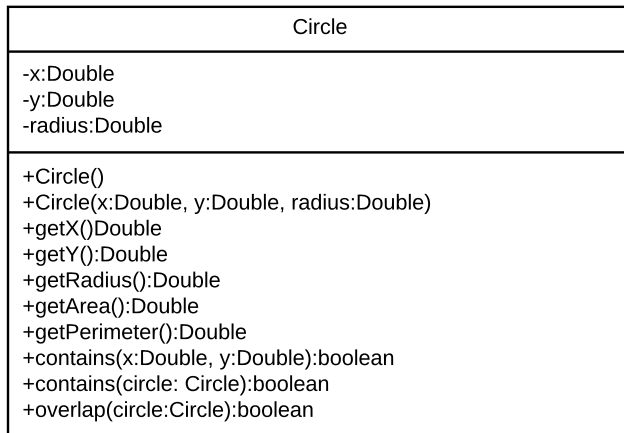 Circle
-x:Double
-y:Double
-radius:Double
+Circle()
+Circle(x:Double, y:Double, radius:Double)
+getX()Double
+getY():Double
+getRadius():Double
+getArea():Double
+getPerimeter():Double
+contains(x:Double, y:Double):boolean
+contains(circle: Circle):boolean
+overlap(circle:Circle):boolean